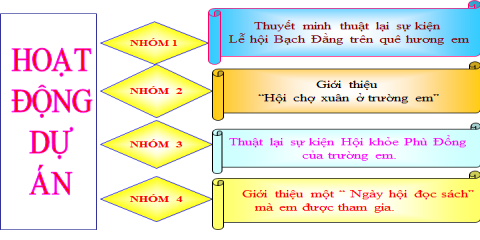 HOẠT
ĐỘNG
DỰ
ÁN
NHÓM 1
Thuyết minh thuật lại sự kiện
Lễ hội Bạch Đằng trên quê hương em
NHÓM 2
Giới thiệu
“Hội chợ xuân ở trường em”
NHÓM 3
Thuật lại sự kiện Hội khỏe Phù Đổng
của trường em.
NHÓM 4
Giới thiệu một “ Ngày hội đọc sách”
mà em được tham gia.